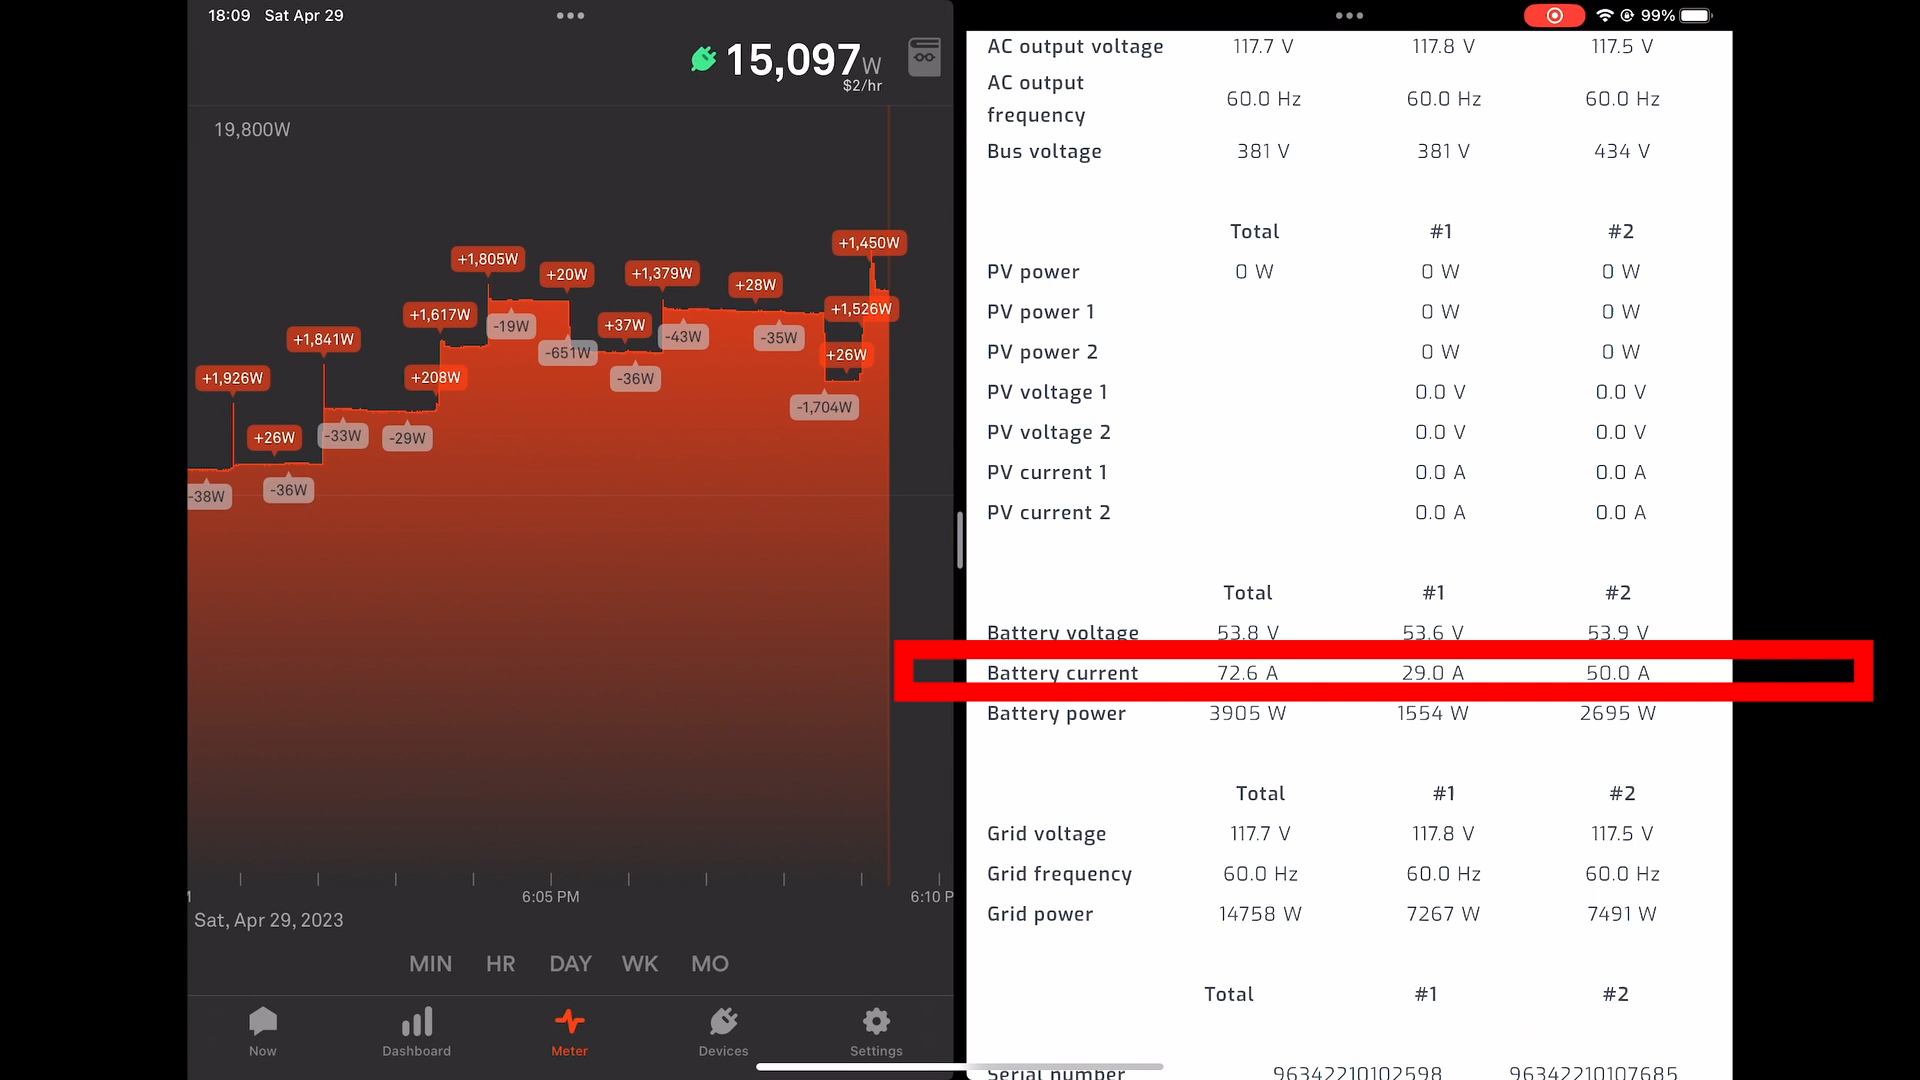 18:09 Sat Apr 29
15,097W
$2/hr
19,800W
+1,450W
+1,805W
+20W
+1,379W
+28W
+1,526W
+1,617W
-19W
+37W
-43W
-35W
+1,841W
-651W
+26W
+1,926W
+208W
-36W
-1,704W
+26W
-33W
-29W
-38W
-36W
6:05 PM
6:10 P
Sat, Apr 29, 2023
MIN HR DAY WK MO
Now Dashboard Meter Devices Settings
99%
AC output voltage 117.7 V 117.8 V 117.5 V
AC output
frequency 60.0 Hz 60.0 Hz 60.0 Hz
Bus voltage 381 V 381 V 434 V
Total #1 #2
PV power 0 W 0 W 0 W
PV power 1 0 W 0 W
PV power 2 0 W 0 W
PV voltage 1 0.0 V 0.0 V
PV voltage 2 0.0 V 0.0 V
PV current 1 0.0 A 0.0 A
PV current 2 0.0 A 0.0 A
Total #1 #2
Battery voltage 53.8 V 53.6 V 53.9 V
Battery current 72.6 A 29.0 A 50.0 A
Battery power 3905 W 1554 W 2695 W
Total #1 #2
Grid voltage 117.7 V 117.8 V 117.5 V
Grid frequency 60.0 Hz 60.0 Hz 60.0 Hz
Grid power 14758 W 7267 W 7491 W
Total #1 #2
Serial number 96342210102598 96342210107685